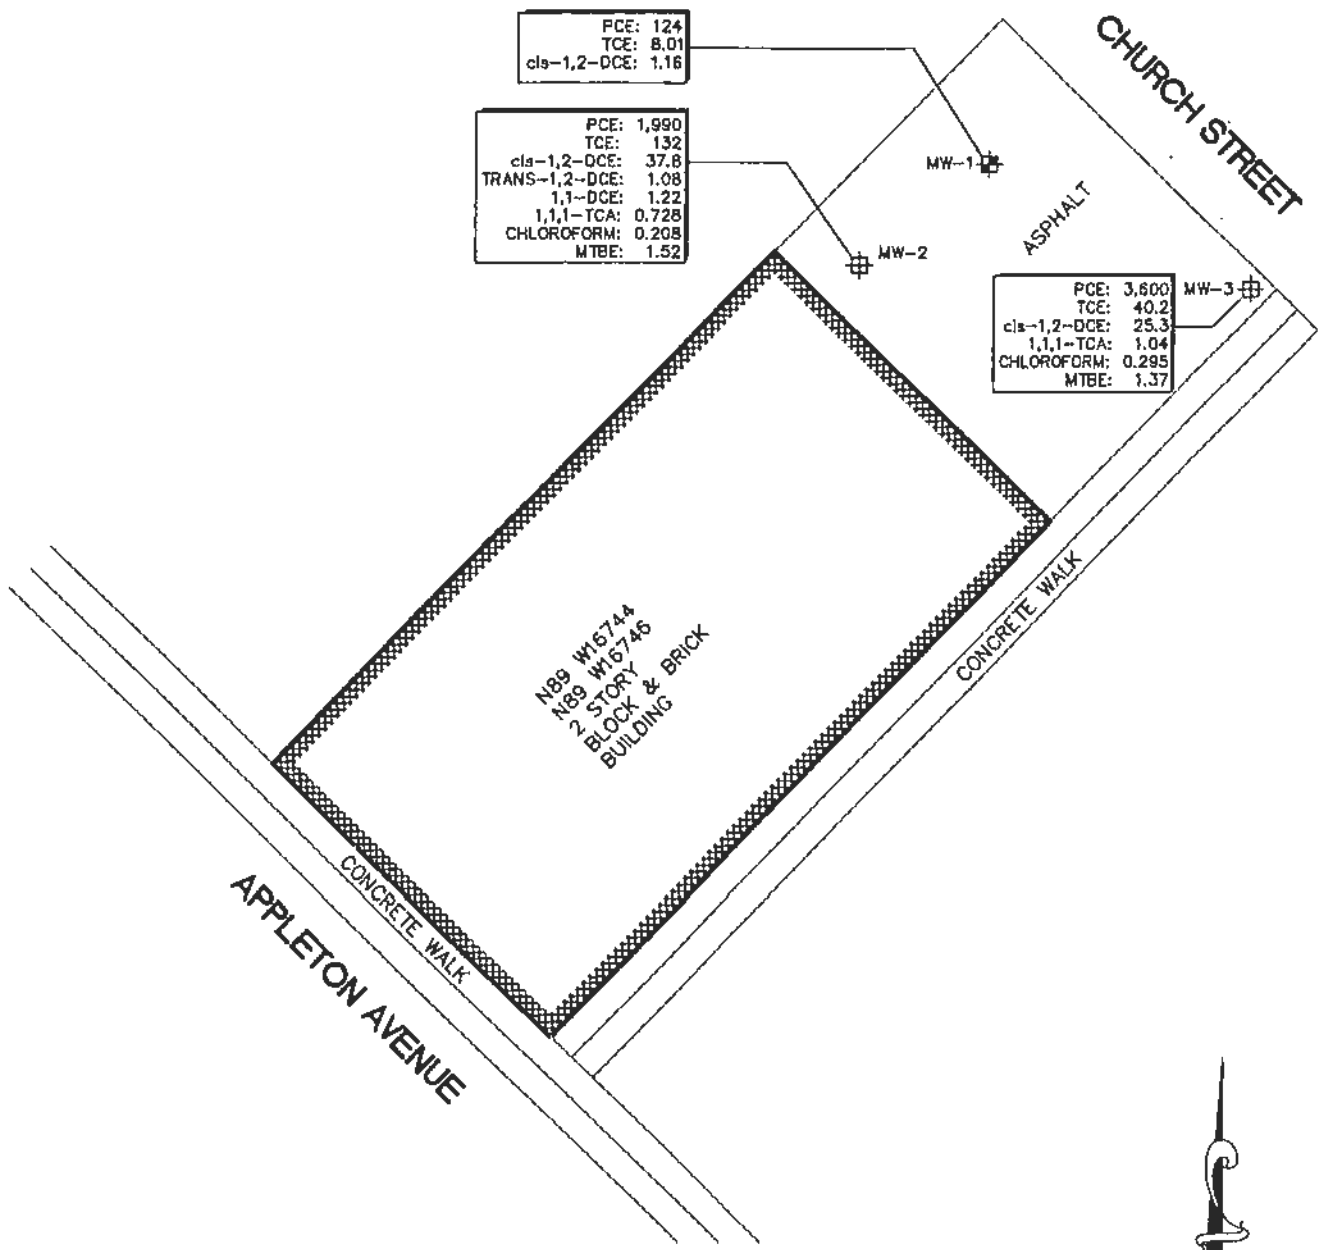 PCE: 124
TCE: 8.01
cis-1,2-DCE: 1.16
CHURCH STREET
PCE: 1,990
TCE: 132
cis-1,2-DCE: 37.8
TRANS-1,2-DCE: 1.08
1,1-DCE: 1.22
1,1,1-TCA: 0.728
CHLOROFORM: 0.208
MTBE: 1.52
MW-1
ASPHALT
MW-2
MW-3
PCE: 3,600
TCE: 40.2
cis-1,2-DCE: 25.3
1,1,1-TCA: 1.04
CHLOROFORM: 0.295
MTBE: 1.37
N89 W16744
N89 W16746
2 STORY
BLOCK & BRICK
BUILDING
CONCRETE WALK
CONCRETE WALK
APPLETON AVENUE